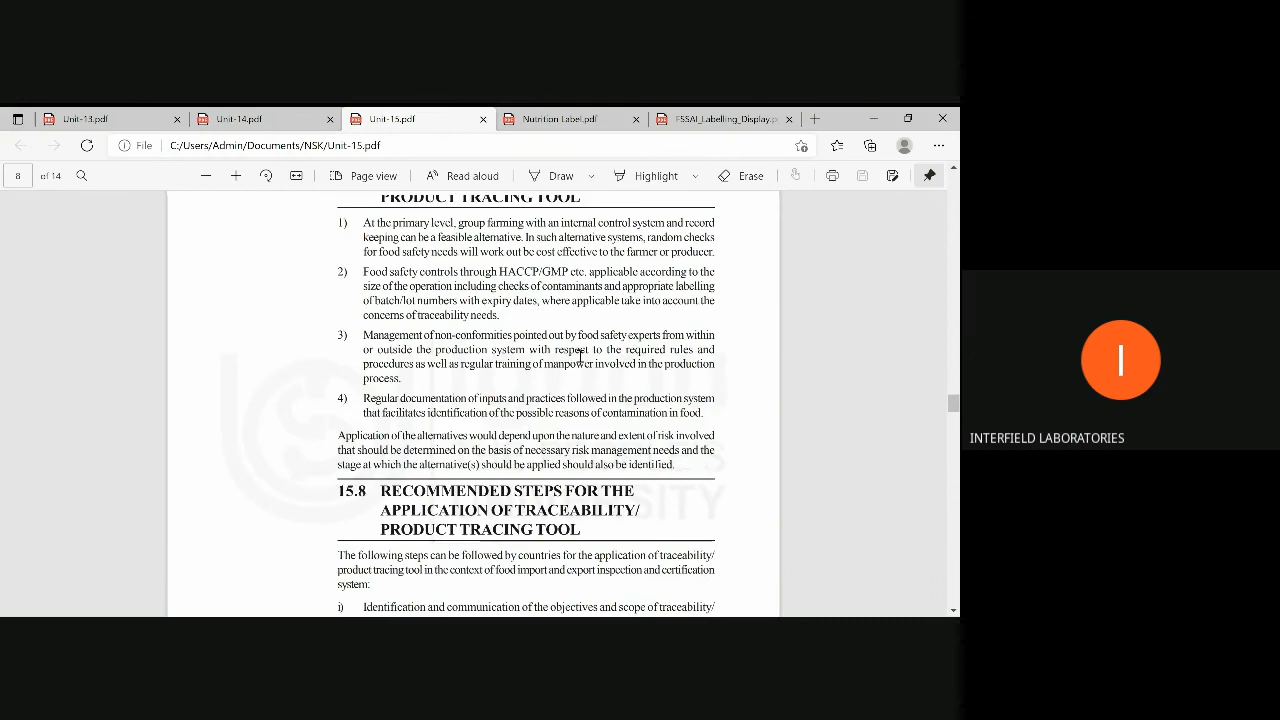 Unit-13.pdf
Unit-14.pdf
Unit-15.pdf
Nutrition Label.pdf
FSSAI_Labelling_Display.p
File
C:/Users/Admin/Documents/NSK/Unit-15.pdf
8 of 14
Page view
Read aloud
Draw
Highlight
Erase
PRODUCT TRACING TOOL
1) At the primary level, group farming with an internal control system and record
keeping can be a feasible alternative. In such alternative systems, random checks
for food safety needs will work out be cost effective to the farmer or producer.
2) Food safety controls through HACCP/GMP etc. applicable according to the
size of the operation including checks of contaminants and appropriate labelling
of batch/lot numbers with expiry dates, where applicable take into account the
concerns of traceability needs.
3) Management of non-conformities pointed out by food safety experts from within
or outside the production system with respect to the required rules and
procedures as well as regular training of manpower involved in the production
process.
4) Regular documentation of inputs and practices followed in the production system
that facilitates identification of the possible reasons of contamination in food.
Application of the alternatives would depend upon the nature and extent of risk involved
that should be determined on the basis of necessary risk management needs and the
stage at which the alternative(s) should be applied should also be identified.
15.8 RECOMMENDED STEPS FOR THE
APPLICATION OF TRACEABILITY/
PRODUCT TRACING TOOL
The following steps can be followed by countries for the application of traceability/
product tracing tool in the context of food import and export inspection and certification
system:
i) Identification and communication of the objectives and scope of traceability/
I
INTERFIELD LABORATORIES